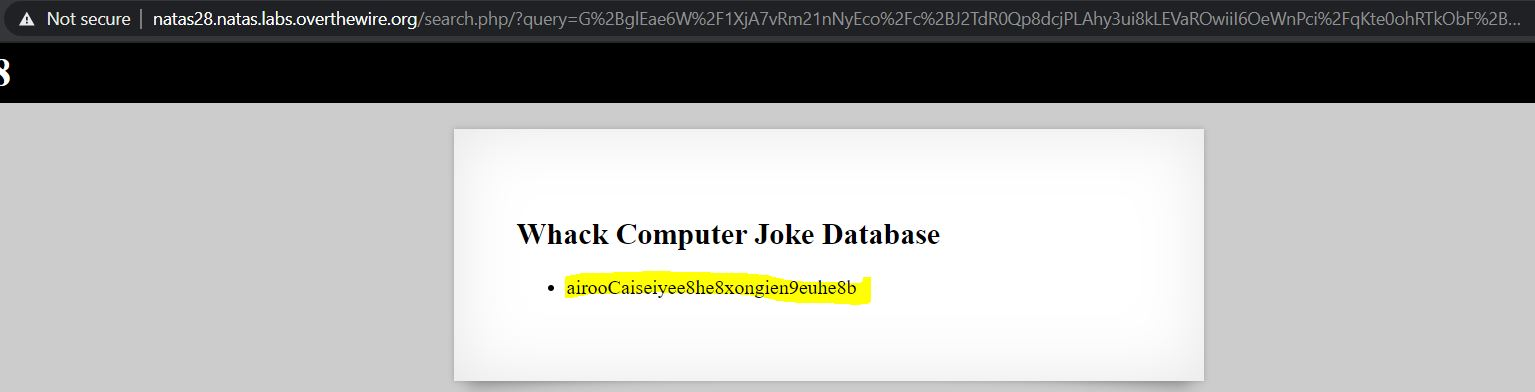 Not secure | natas28.natas.labs.overthewire.org/search.php/?query=G%2BglEae6W%2F1XjA7vRm21nNyEco%2Fc%2BJ2TdR0Qp8dcjPLAhy3ui8kLEVaROwiiI6OeWnPci%2FqKte0ohRTkObF%2B...
8
Whack Computer Joke Database
• airooCaiseiyee8he8xongien9euhe8b